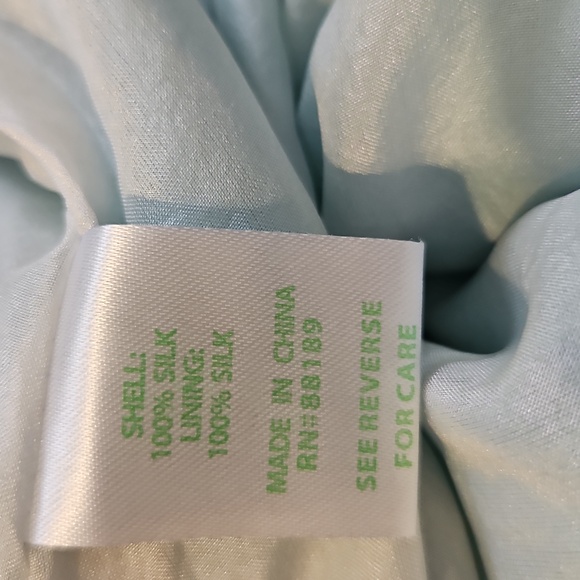 SHELL:
100% SILK
LINING:
100% SILK
MADE IN CHINA
RN#88189
SEE REVERSE
FOR CARE